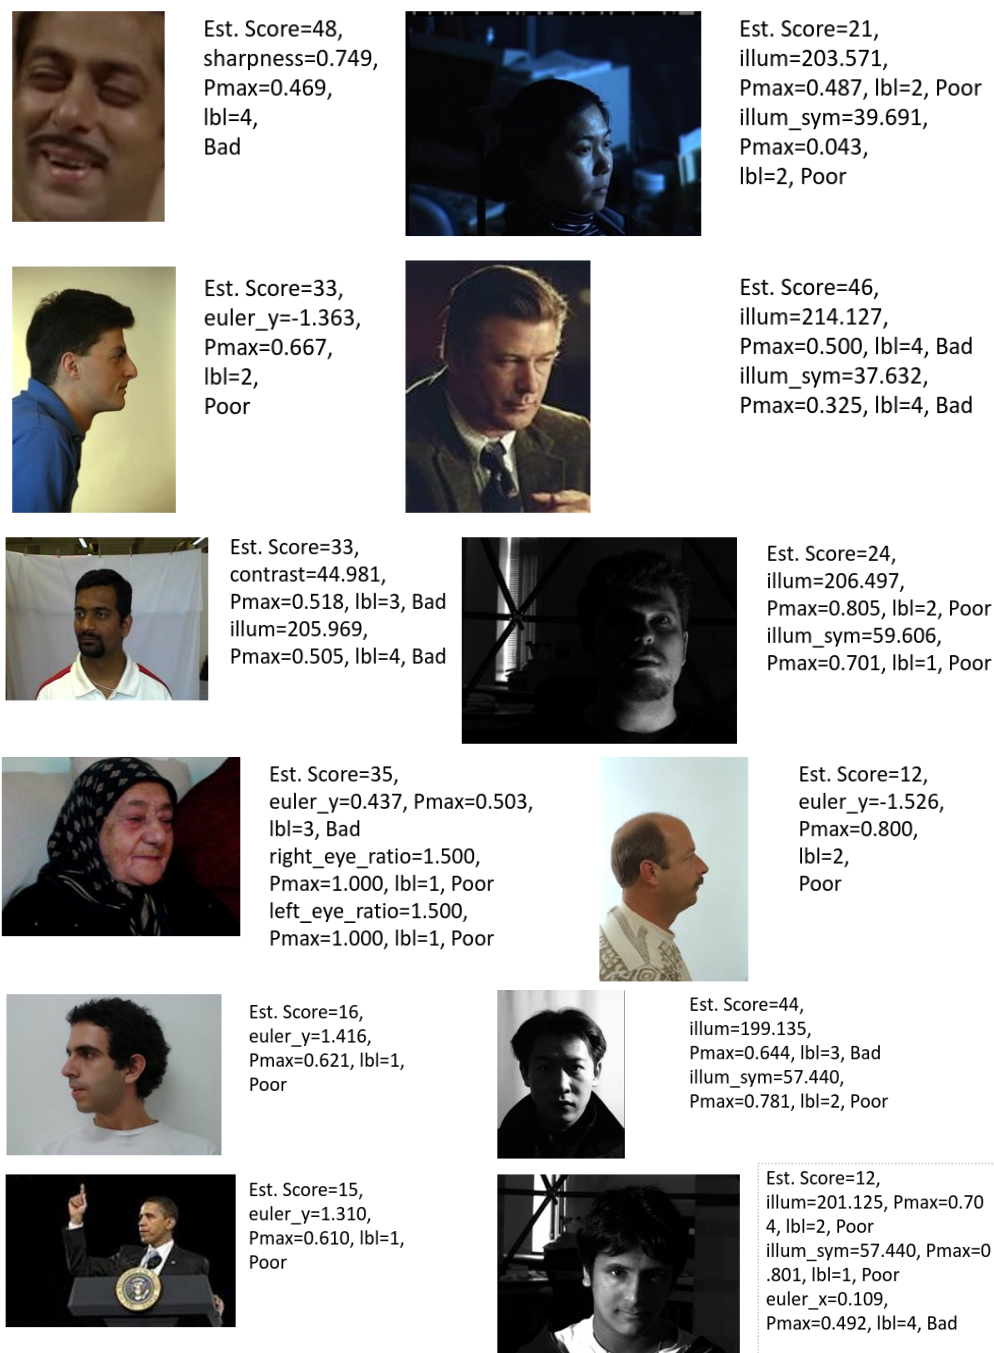 Est. Score=48,
sharpness=0.749,
Pmax=0.469,
lbl=4,
Bad
Est. Score=21,
illum=203.571,
Pmax=0.487, lbl=2, Poor
illum_sym=39.691,
Pmax=0.043,
lbl=2, Poor
Est. Score=33,
euler_y=-1.363,
Pmax=0.667,
lbl=2,
Poor
Est. Score=46,
illum=214.127,
Pmax=0.500, lbl=4, Bad
illum_sym=37.632,
Pmax=0.325, lbl=4, Bad
Est. Score=33,
contrast=44.981,
Pmax=0.518, lbl=3, Bad
illum=205.969,
Pmax=0.505, lbl=4, Bad
Est. Score=24,
illum=206.497,
Pmax=0.805, lbl=2, Poor
illum_sym=59.606,
Pmax=0.701, lbl=1, Poor
Est. Score=35,
euler_y=0.437, Pmax=0.503,
lbl=3, Bad
right_eye_ratio=1.500,
Pmax=1.000, lbl=1, Poor
left_eye_ratio=1.500,
Pmax=1.000, lbl=1, Poor
Est. Score=12,
euler_y=-1.526,
Pmax=0.800,
lbl=2,
Poor
Est. Score=16,
euler_y=1.416,
Pmax=0.621, lbl=1,
Poor
Est. Score=44,
illum=199.135,
Pmax=0.644, lbl=3, Bad
illum_sym=57.440,
Pmax=0.781, lbl=2, Poor
Est. Score=15,
euler_y=1.310,
Pmax=0.610, lbl=1,
Poor
Est. Score=12,
illum=201.125, Pmax=0.70
4, lbl=2, Poor
illum_sym=57.440, Pmax=0
.801, lbl=1, Poor
euler_x=0.109,
Pmax=0.492, lbl=4, Bad